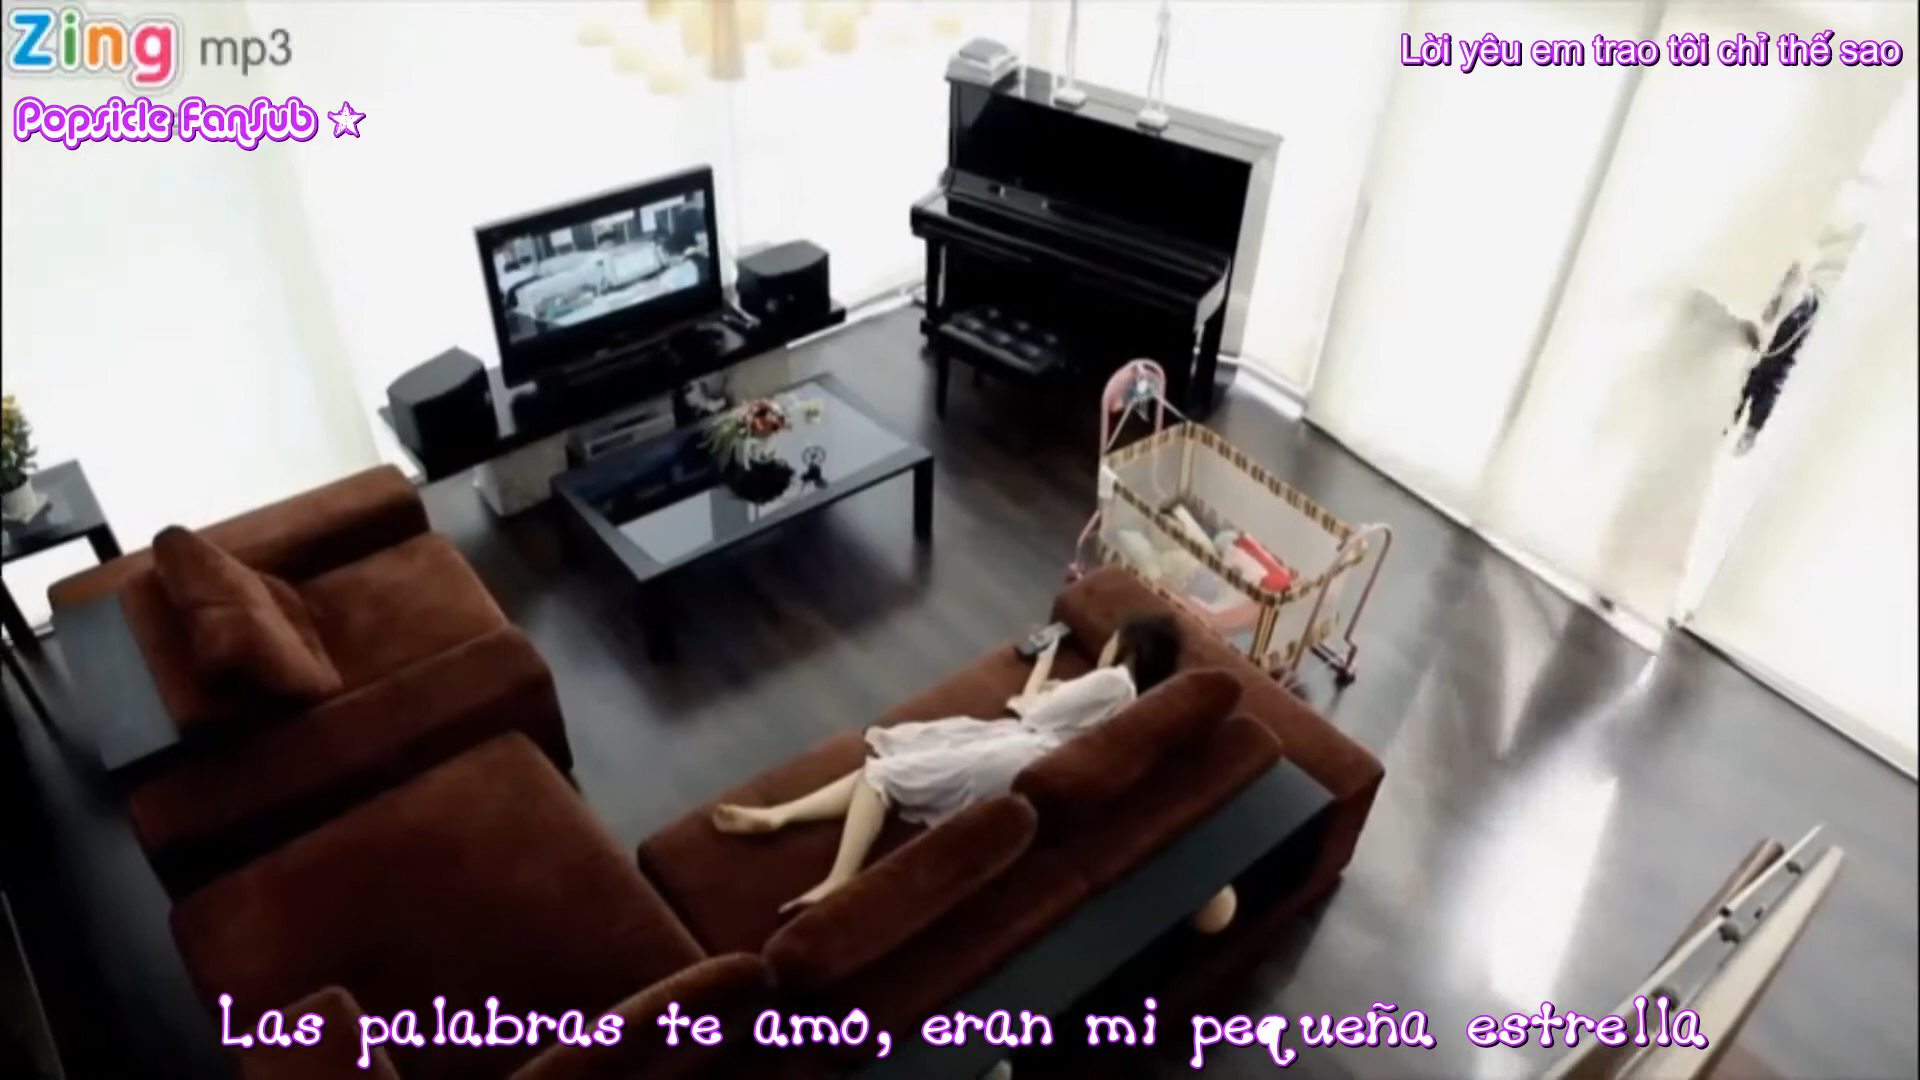 Zing mp3
Lời yêu em trao tôi chỉ thế sao
Popsicle Fansub ☆
Las palabras te amo, eran mi pequeña estrella